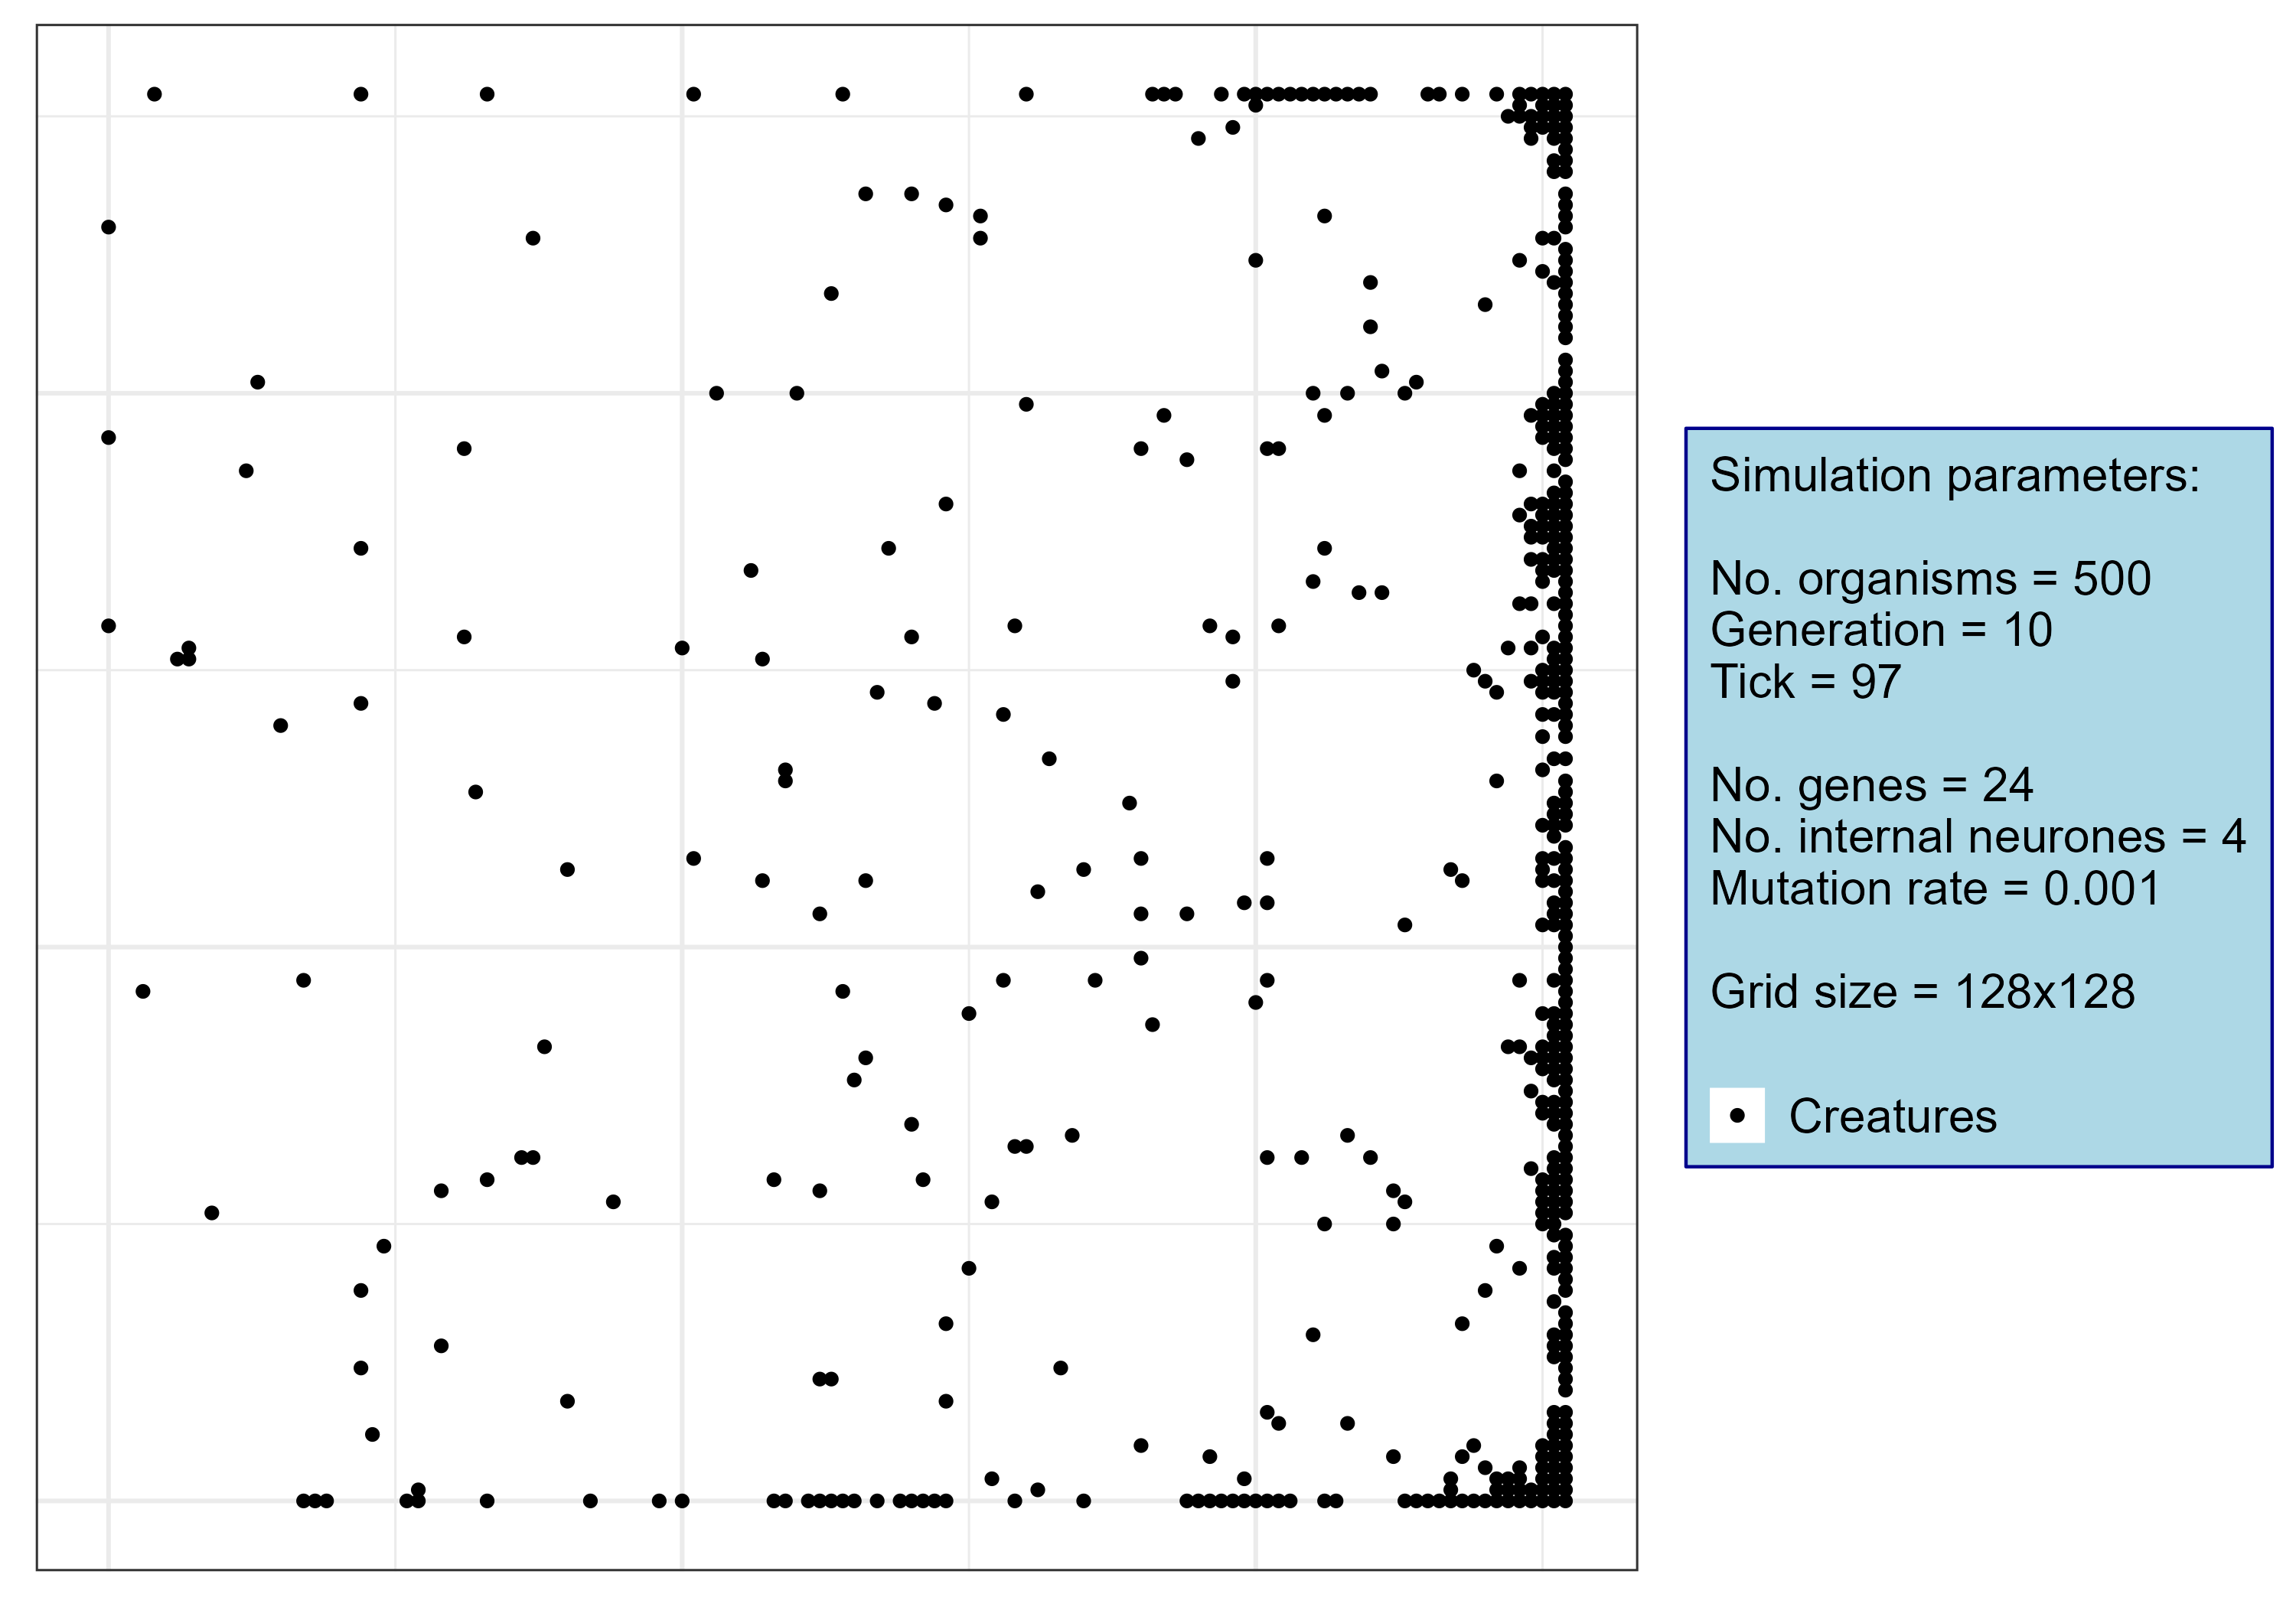 Simulation parameters:
No. organisms = 500
Generation = 10
Tick = 97
No. genes = 24
No. internal neurones = 4
Mutation rate = 0.001
Grid size = 128x128
Creatures